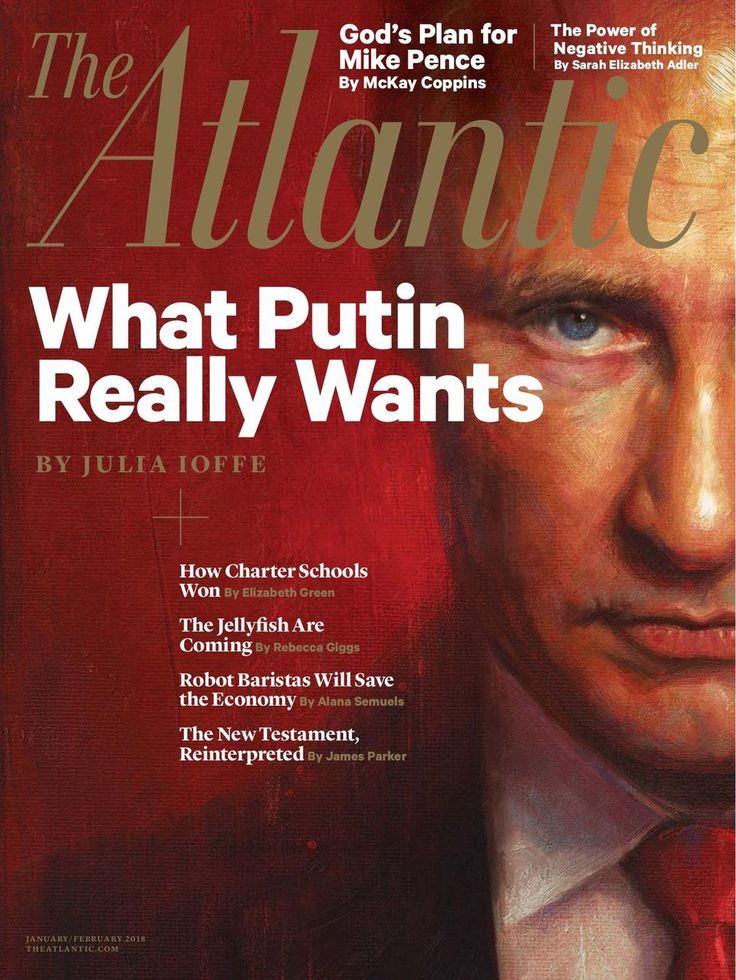 The Atlantic
God's Plan for
Mike Pence
By McKay Coppins
The Power of
Negative Thinking
By Sarah Elizabeth Adler
What Putin
Really Wants
BY JULIA IOFFE
How Charter Schools
Won By Elizabeth Green
The Jellyfish Are
Coming By Rebecca Giggs
Robot Baristas Will Save
the Economy By Alana Semuels
The New Testament,
Reinterpreted By James Parker
JANUARY/FEBRUARY 2018
THEATLANTIC.COM